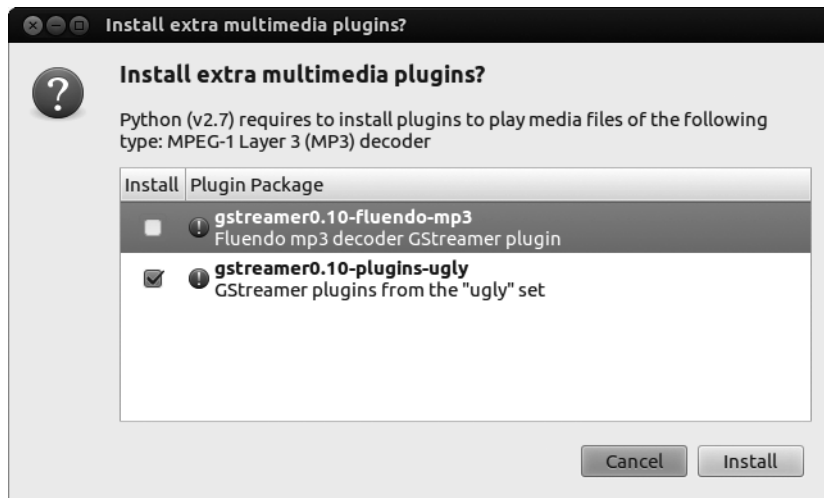 Install extra multimedia plugins?
Install extra multimedia plugins?
Python (v2.7) requires to install plugins to play media files of the following
type: MPEG-1 Layer 3 (MP3) decoder
Install Plugin Package
gstreamer0.10-fluendo-mp3
Fluendo mp3 decoder GStreamer plugin
gstreamer0.10-plugins-ugly
GStreamer plugins from the "ugly" set
Cancel Install